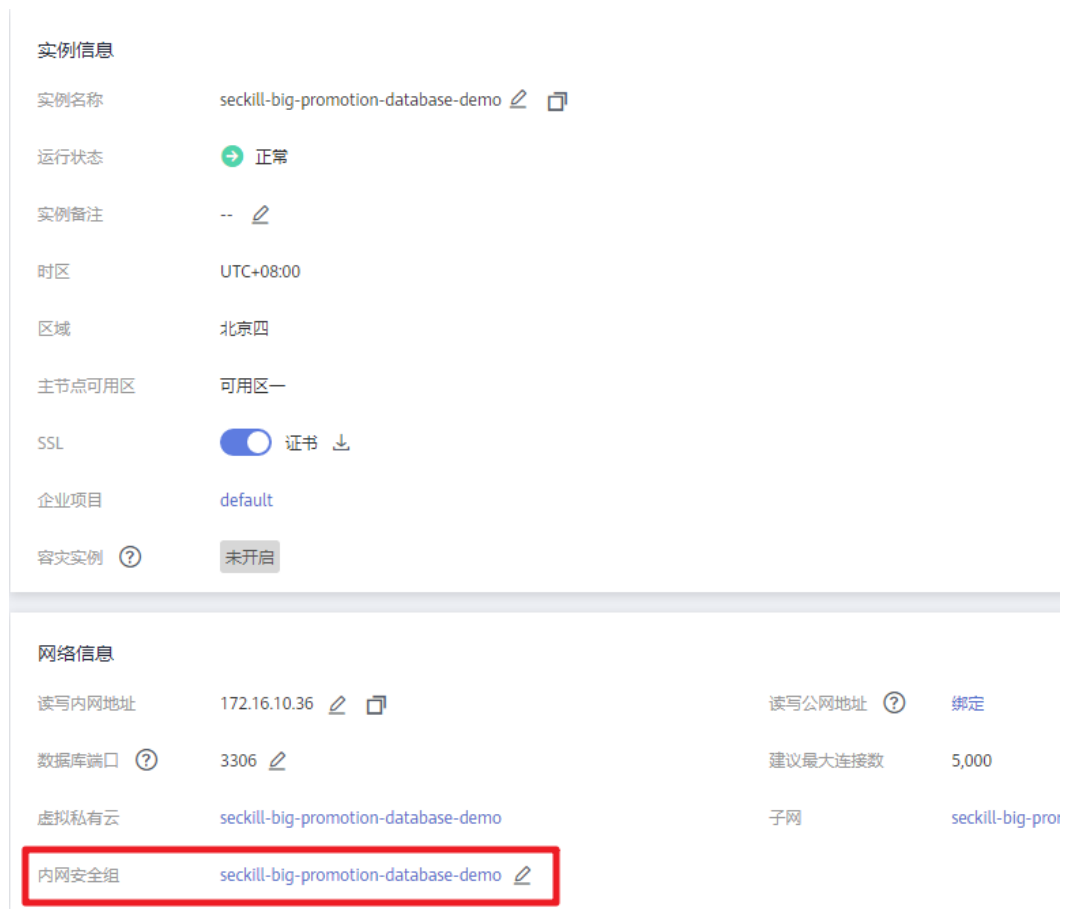 实例信息
实例名称 seckill-big-promotion-database-demo
运行状态 正常
实例备注 --
时区 UTC+08:00
区域 北京四
主节点可用区 可用区一
SSL 证书
企业项目 default
容灾实例 ? 未开启
网络信息
读写内网地址 172.16.10.36 读写公网地址 ? 绑定
数据库端口 ? 3306 建议最大连接数 5,000
虚拟私有云 seckill-big-promotion-database-demo 子网 seckill-big-pro
内网安全组 seckill-big-promotion-database-demo